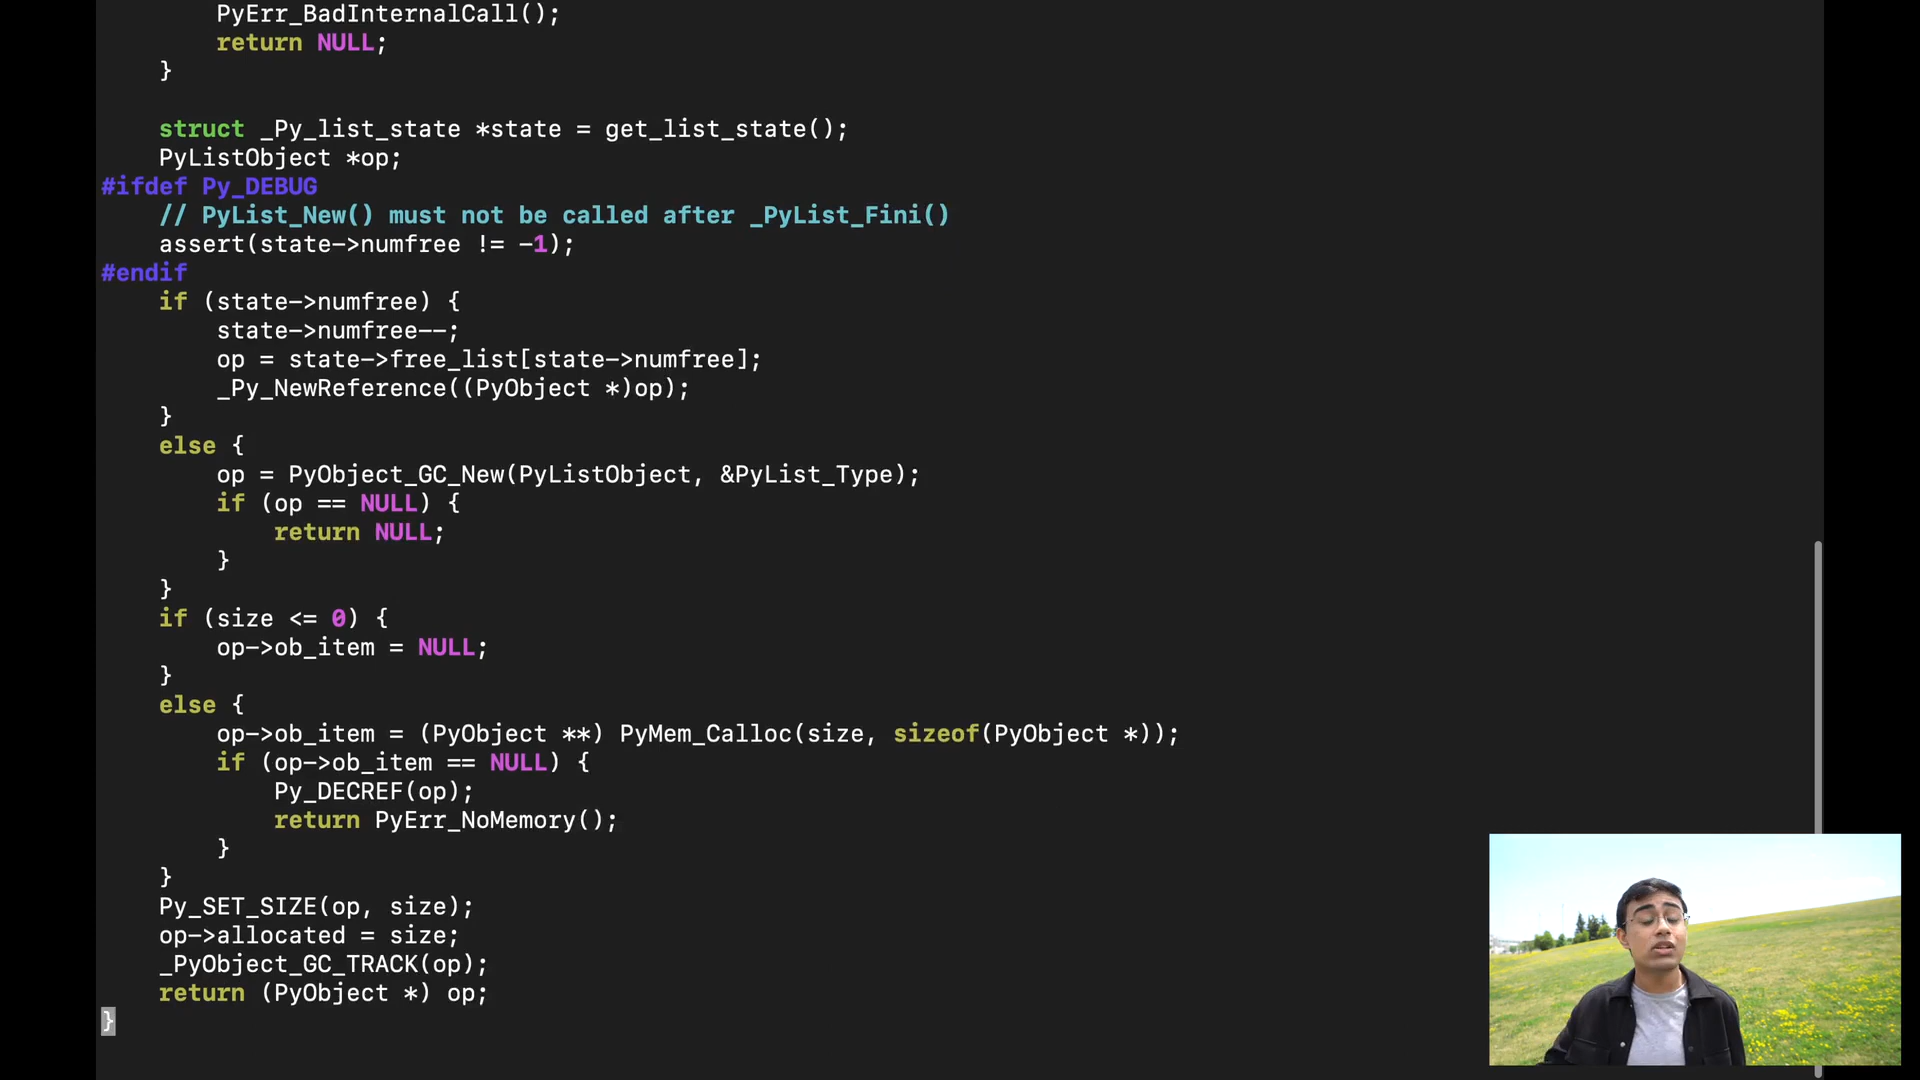 PyErr_BadInternalCall();
return NULL;
}
struct _Py_list_state *state = get_list_state();
PyListObject *op;
#ifdef Py_DEBUG
// PyList_New() must not be called after _PyList_Fini()
assert(state->numfree != -1);
#endif
if (state->numfree) {
state->numfree--;
op = state->free_list[state->numfree];
_Py_NewReference((PyObject *)op);
}
else {
op = PyObject_GC_New(PyListObject, &PyList_Type);
if (op == NULL) {
return NULL;
}
}
if (size <= 0) {
op->ob_item = NULL;
}
else {
op->ob_item = (PyObject **) PyMem_Calloc(size, sizeof(PyObject *));
if (op->ob_item == NULL) {
Py_DECREF(op);
return PyErr_NoMemory();
}
}
Py_SET_SIZE(op, size);
op->allocated = size;
_PyObject_GC_TRACK(op);
return (PyObject *) op;
}